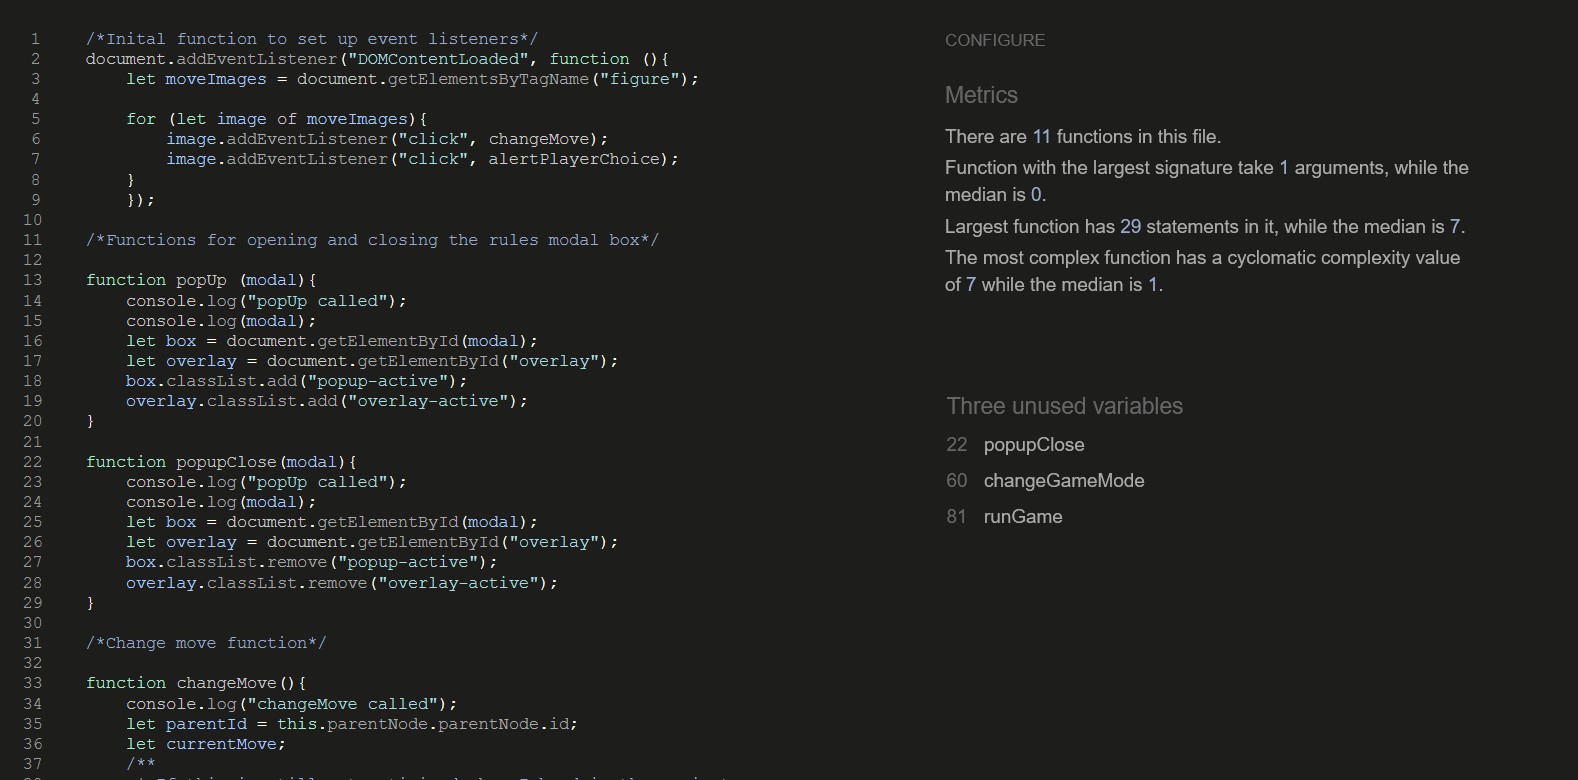 1 /*Inital function to set up event listeners*/
2 document.addEventListener("DOMContentLoaded", function (){
3 let moveImages = document.getElementsByTagName("figure");
4
5 for (let image of moveImages){
6 image.addEventListener("click", changeMove);
7 image.addEventListener("click", alertPlayerChoice);
8 }
9 });
10
11 /*Functions for opening and closing the rules modal box*/
12
13 function popUp (modal){
14 console.log("popUp called");
15 console.log(modal);
16 let box = document.getElementById(modal);
17 let overlay = document.getElementById("overlay");
18 box.classList.add("popup-active");
19 overlay.classList.add("overlay-active");
20 }
21
22 function popupClose(modal){
23 console.log("popUp called");
24 console.log(modal);
25 let box = document.getElementById(modal);
26 let overlay = document.getElementById("overlay");
27 box.classList.remove("popup-active");
28 overlay.classList.remove("overlay-active");
29 }
30
31 /*Change move function*/
32
33 function changeMove(){
34 console.log("changeMove called");
35 let parentId = this.parentNode.parentNode.id;
36 let currentMove;
37 /**
CONFIGURE
Metrics
There are 11 functions in this file.
Function with the largest signature take 1 arguments, while the
median is 0.
Largest function has 29 statements in it, while the median is 7.
The most complex function has a cyclomatic complexity value
of 7 while the median is 1.
Three unused variables
22 popupClose
60 changeGameMode
81 runGame